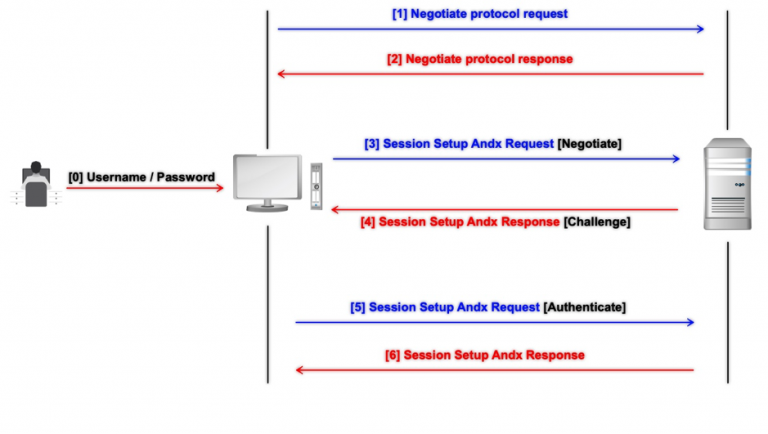 [1] Negotiate protocol request
[2] Negotiate protocol response
[3] Session Setup Andx Request [Negotiate]
[0] Username / Password
[4] Session Setup Andx Response [Challenge]
[5] Session Setup Andx Request [Authenticate]
[6] Session Setup Andx Response